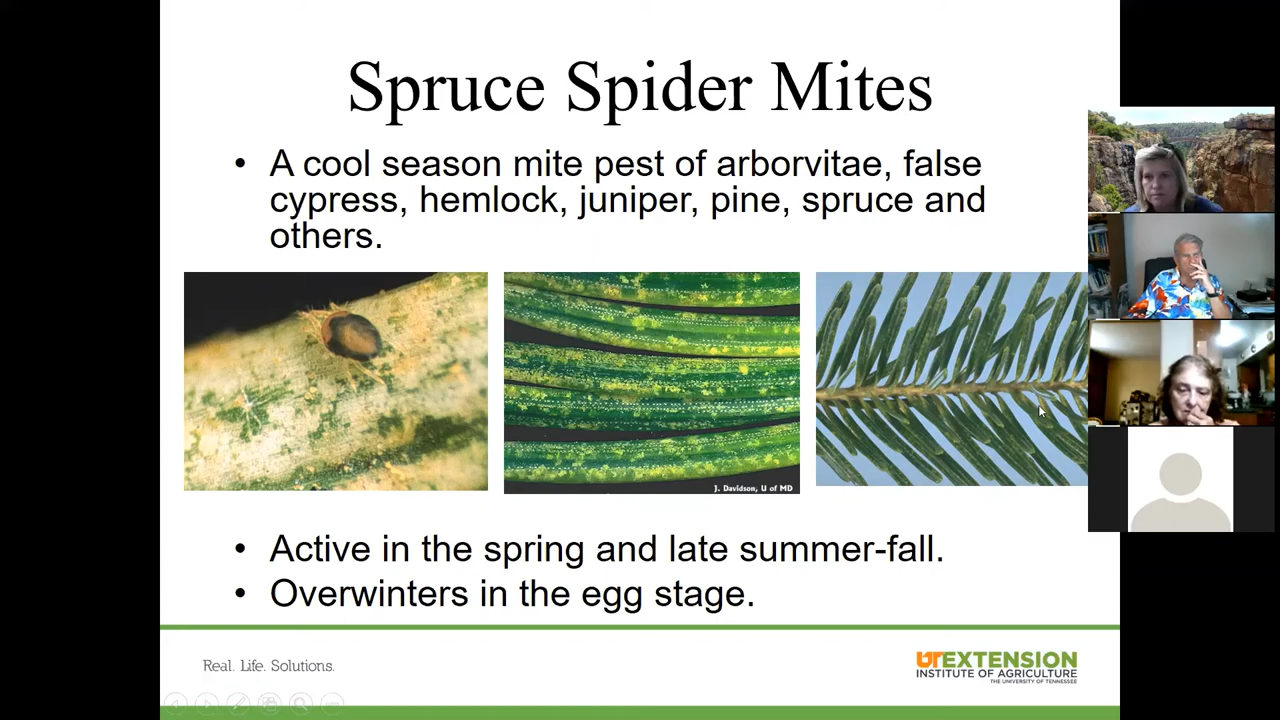 Spruce Spider Mites
• A cool season mite pest of arborvitae, false
cypress, hemlock, juniper, pine, spruce and
others.
J. Davidson, U of MD
• Active in the spring and late summer-fall.
• Overwinters in the egg stage.
Real. Life. Solutions.
UT EXTENSION
INSTITUTE OF AGRICULTURE
THE UNIVERSITY OF TENNESSEE